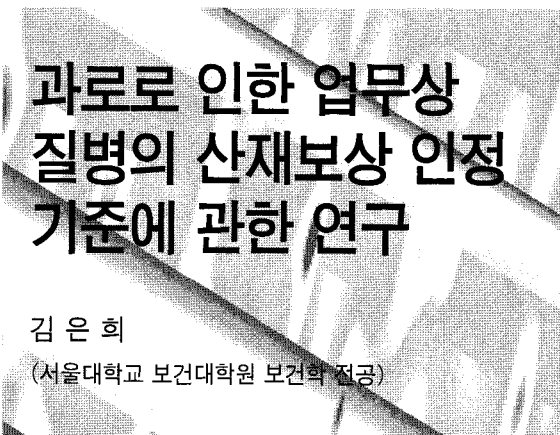 과로로 인한 업무상
질병의 산재보상 인정
기준에 관한 연구
김 은 희
(서울대학교 보건대학원 보건학 전공)